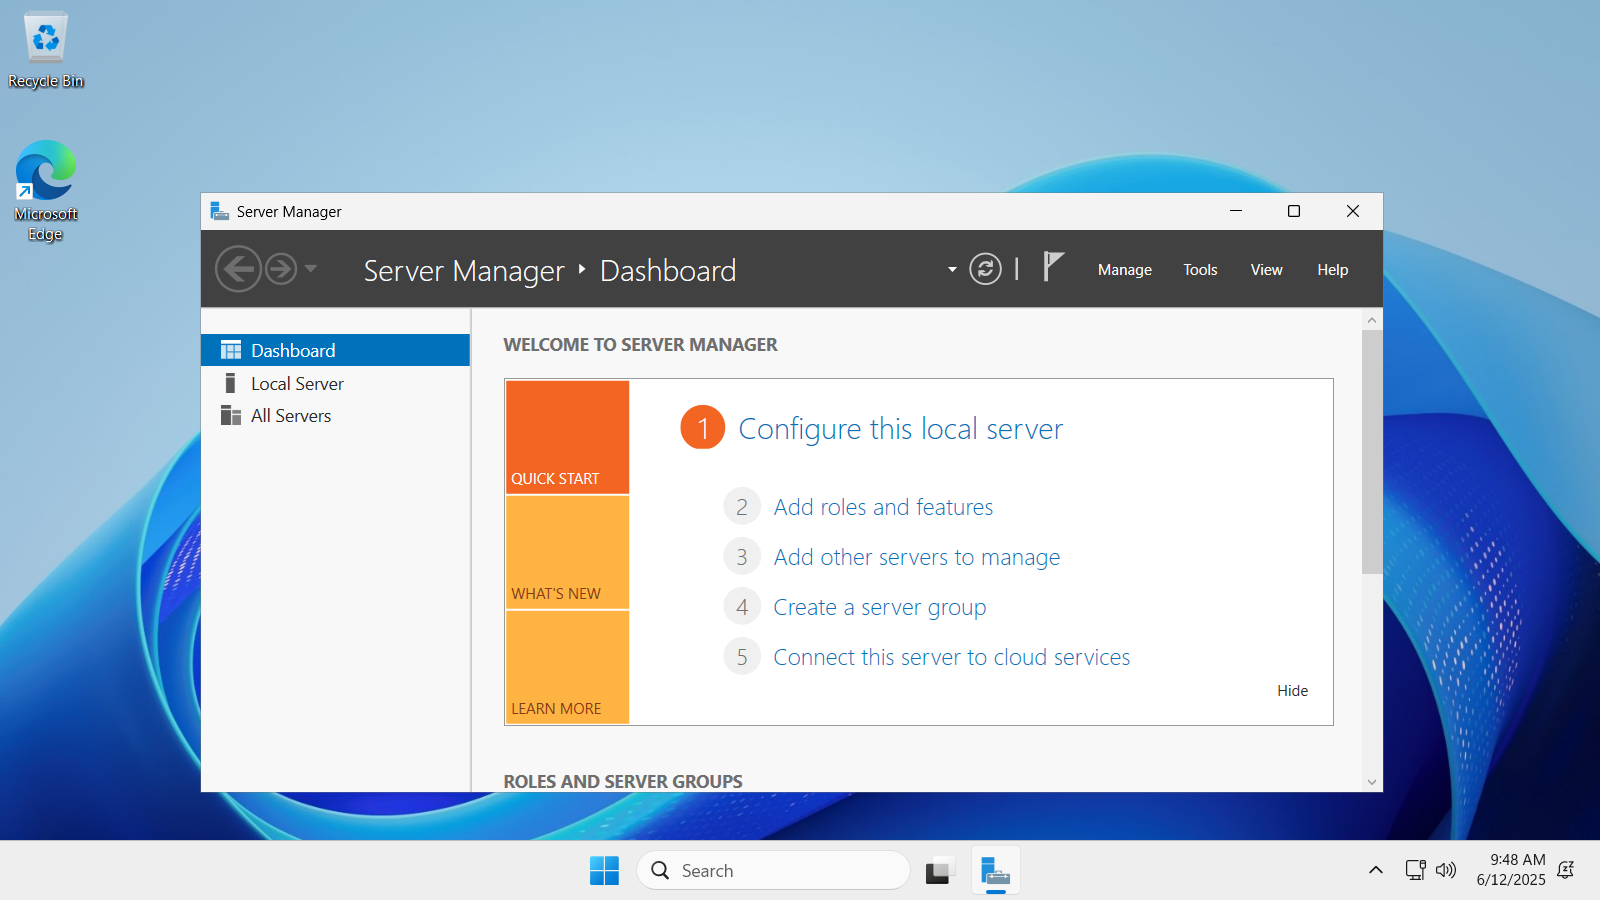 Recycle Bin
Microsoft
Edge
Server Manager
Server Manager Dashboard
Manage Tools View Help
Dashboard
Local Server
All Servers
WELCOME TO SERVER MANAGER
QUICK START
WHAT'S NEW
LEARN MORE
1 Configure this local server
2 Add roles and features
3 Add other servers to manage
4 Create a server group
5 Connect this server to cloud services
Hide
ROLES AND SERVER GROUPS
Search
9:48 AM
6/12/2025